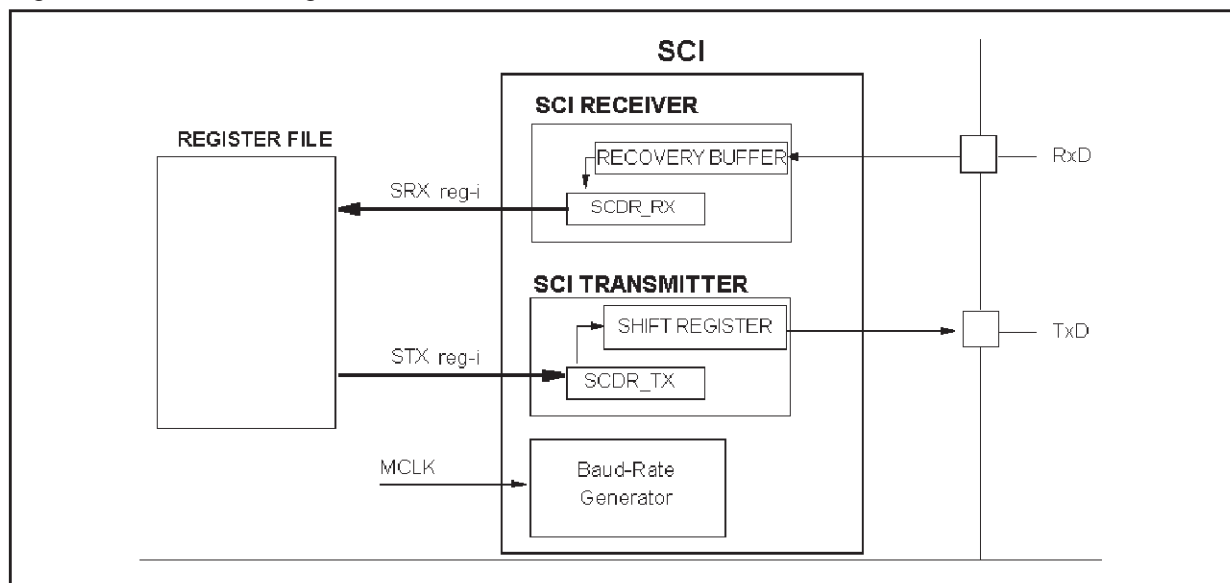 SCI
SCI RECEIVER
REGISTER FILE
RECOVERY BUFFER
RxD
SRX reg-i
SCDR_RX
SCI TRANSMITTER
SHIFT REGISTER
TxD
STX reg-i
SCDR_TX
MCLK
Baud-Rate
Generator